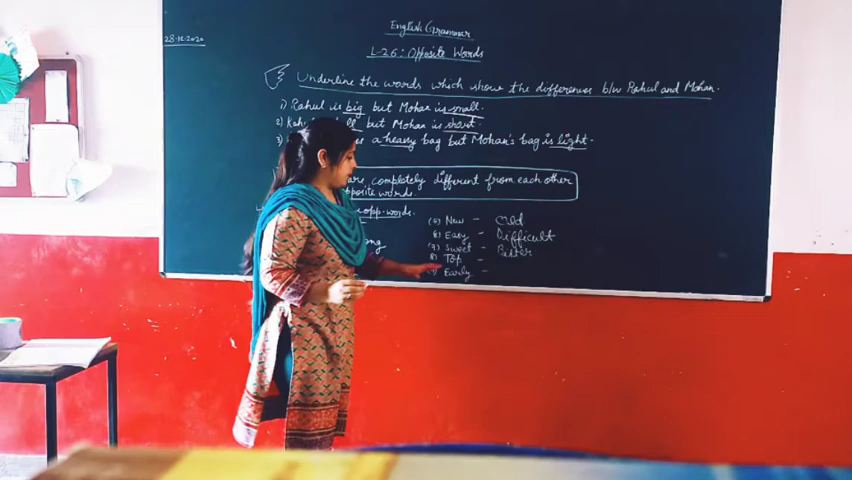 28.12.2020
English Grammar
L-26: Opposite Words
Underline the words which show the differences b/w Rahul and Mohan.
1) Rahul is big but Mohan is small.
2) but Mohan is short.
3) a heavy bag but Mohan's bag is light.
are completely different from each other
opposite words.
opp. words.
(5) New - Old
(6) Easy - Difficult
(7) Sweet - Bitter
(8) Top -
Early -